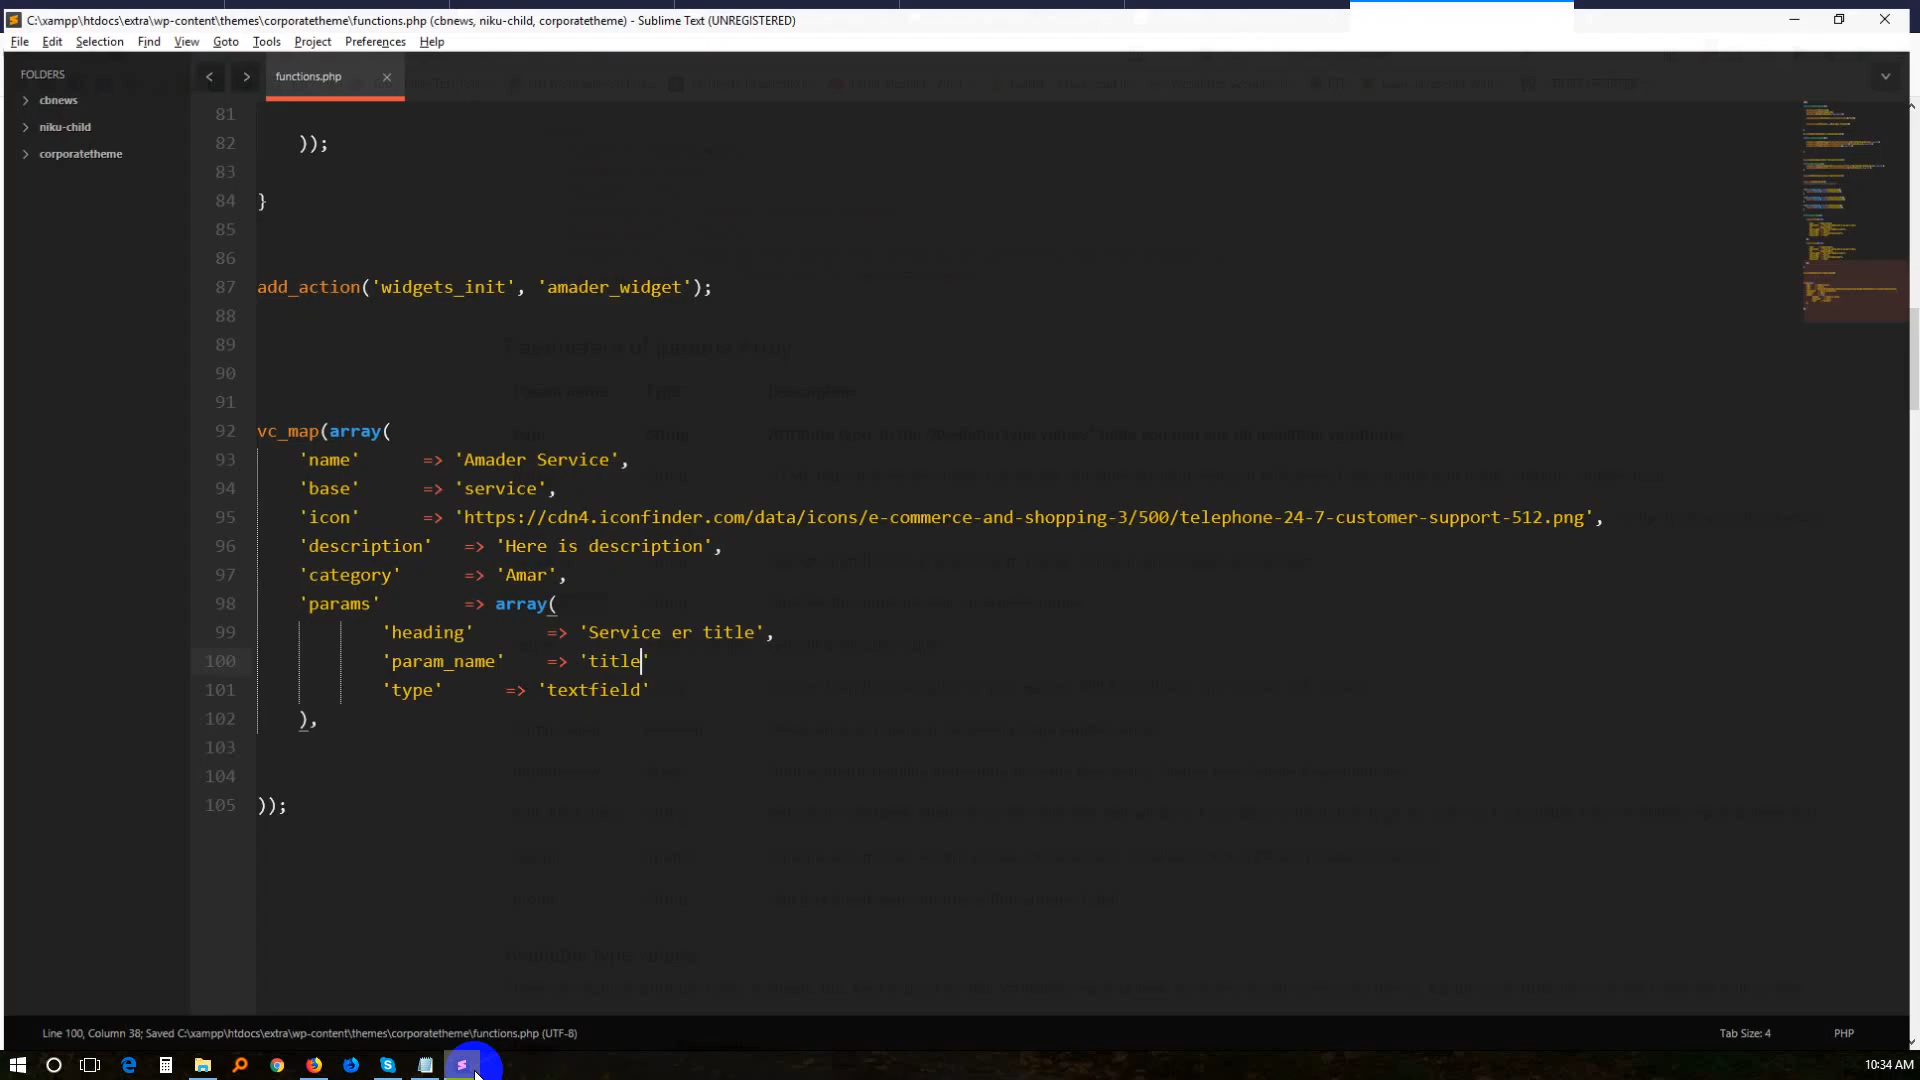 C:\xampp\htdocs\extra\wp-content\themes\corporatetheme\functions.php (cbnews, niku-child, corporatetheme) - Sublime Text (UNREGISTERED)
File Edit Selection Find View Goto Tools Project Preferences Help
FOLDERS
cbnews
niku-child
corporatetheme
functions.php
81
82 ));
83
84 }
85
86
87 add_action('widgets_init', 'amader_widget');
88
89
90
91
92 vc_map(array(
93 'name' => 'Amader Service',
94 'base' => 'service',
95 'icon' => 'https://cdn4.iconfinder.com/data/icons/e-commerce-and-shopping-3/500/telephone-24-7-customer-support-512.png',
96 'description' => 'Here is description',
97 'category' => 'Amar',
98 'params' => array(
99 'heading' => 'Service er title',
100 'param_name' => 'title'
101 'type' => 'textfield'
102 ),
103
104
105 ));
Line 100, Column 38; Saved C:\xampp\htdocs\extra\wp-content\themes\corporatetheme\functions.php (UTF-8)
Tab Size: 4
PHP
10:34 AM